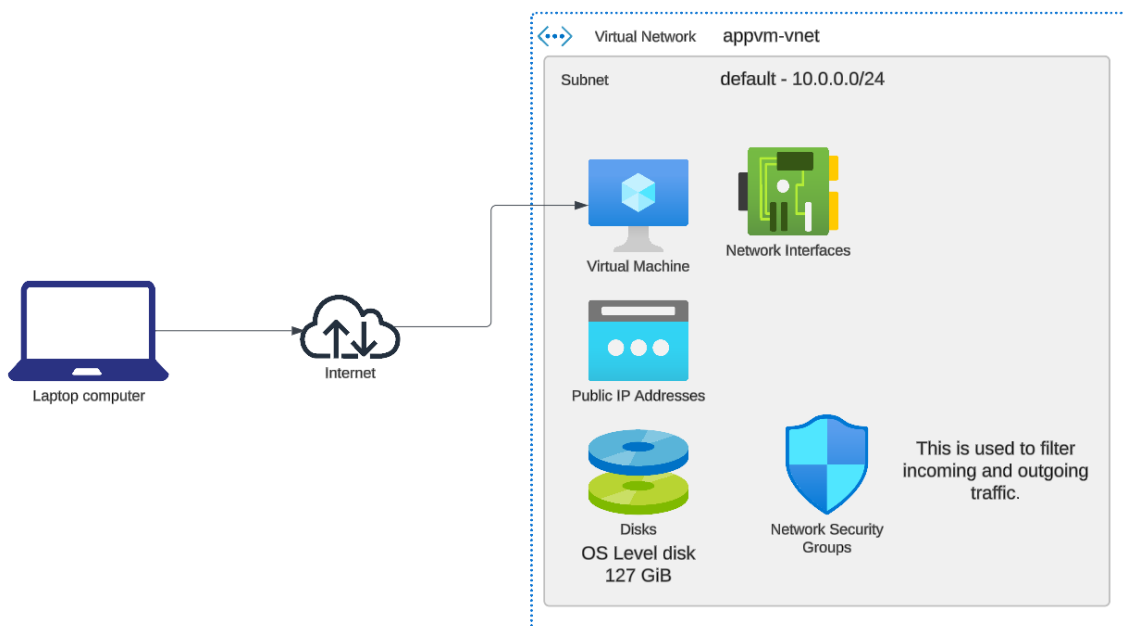 Virtual Network appvm-vnet
Subnet default - 10.0.0.0/24
Network Interfaces
Virtual Machine
Internet
Laptop computer
Public IP Addresses
This is used to filter
incoming and outgoing
traffic.
Disks
OS Level disk
127 GiB
Network Security
Groups